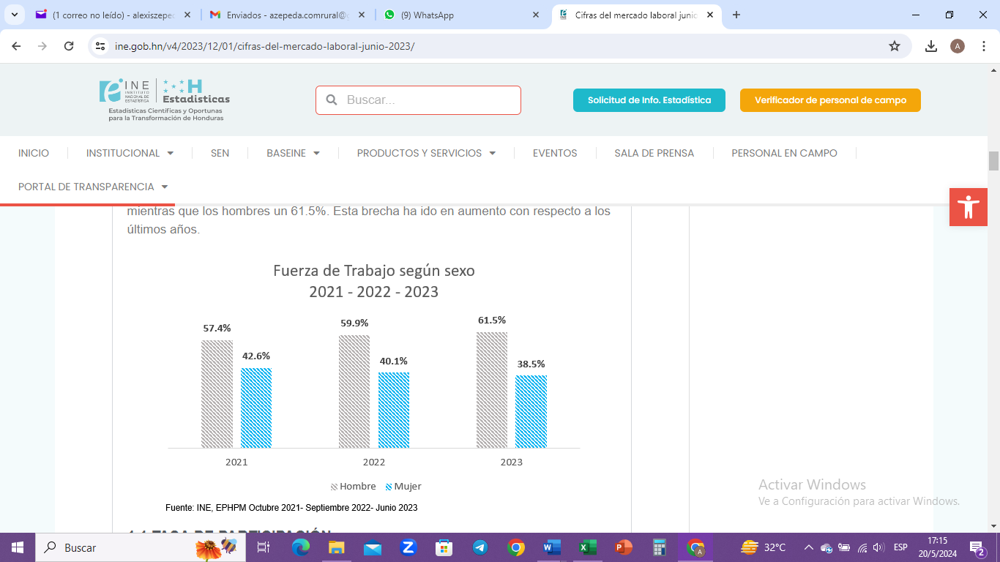 (1 correo no leído) - alexiszeped
Enviados - azepeda.comrural@g
(9) WhatsApp
Cifras del mercado laboral junio
ine.gob.hn/v4/2023/12/01/cifras-del-mercado-laboral-junio-2023/
A
INE
INSTITUTO
NACIONAL DE
ESTADÍSTICA
H
Estadísticas
Estadísticas Científicas y Oportunas
para la Transformación de Honduras
Buscar...
Solicitud de Info. Estadística
Verificador de personal de campo
INICIO
INSTITUCIONAL
SEN
BASEINE
PRODUCTOS Y SERVICIOS
EVENTOS
SALA DE PRENSA
PERSONAL EN CAMPO
PORTAL DE TRANSPARENCIA
mientras que los hombres un 61.5%. Esta brecha ha ido en aumento con respecto a los
últimos años.
Fuerza de Trabajo según sexo
2021 - 2022 - 2023
57.4%
42.6%
59.9%
40.1%
61.5%
38.5%
2021
2022
2023
Hombre
Mujer
Fuente: INE, EPHPM Octubre 2021- Septiembre 2022- Junio 2023
1.1 TASA DE PARTICIPACIÓN
Activar Windows
Ve a Configuración para activar Windows.
Buscar
32°C
ESP
17:15
20/5/2024
2